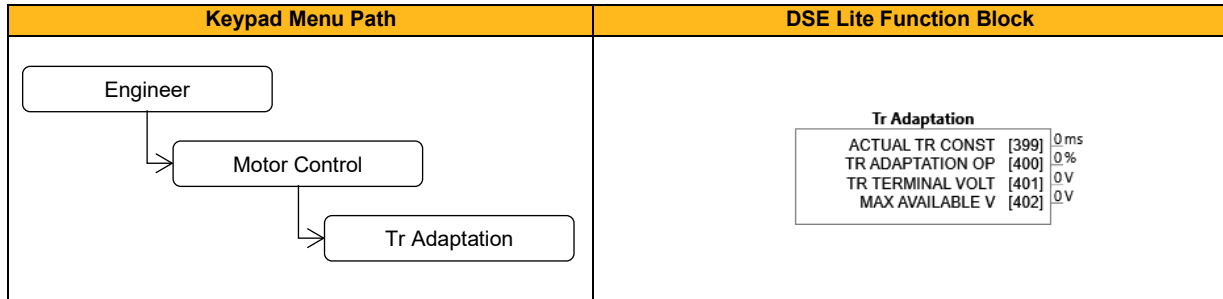 Keypad Menu Path DSE Lite Function Block
Engineer
Motor Control
Tr Adaptation
Tr Adaptation
ACTUAL TR CONST [399] 0 ms
TR ADAPTATION OP [400] 0 %
TR TERMINAL VOLT [401] 0 V
MAX AVAILABLE V [402] 0 V